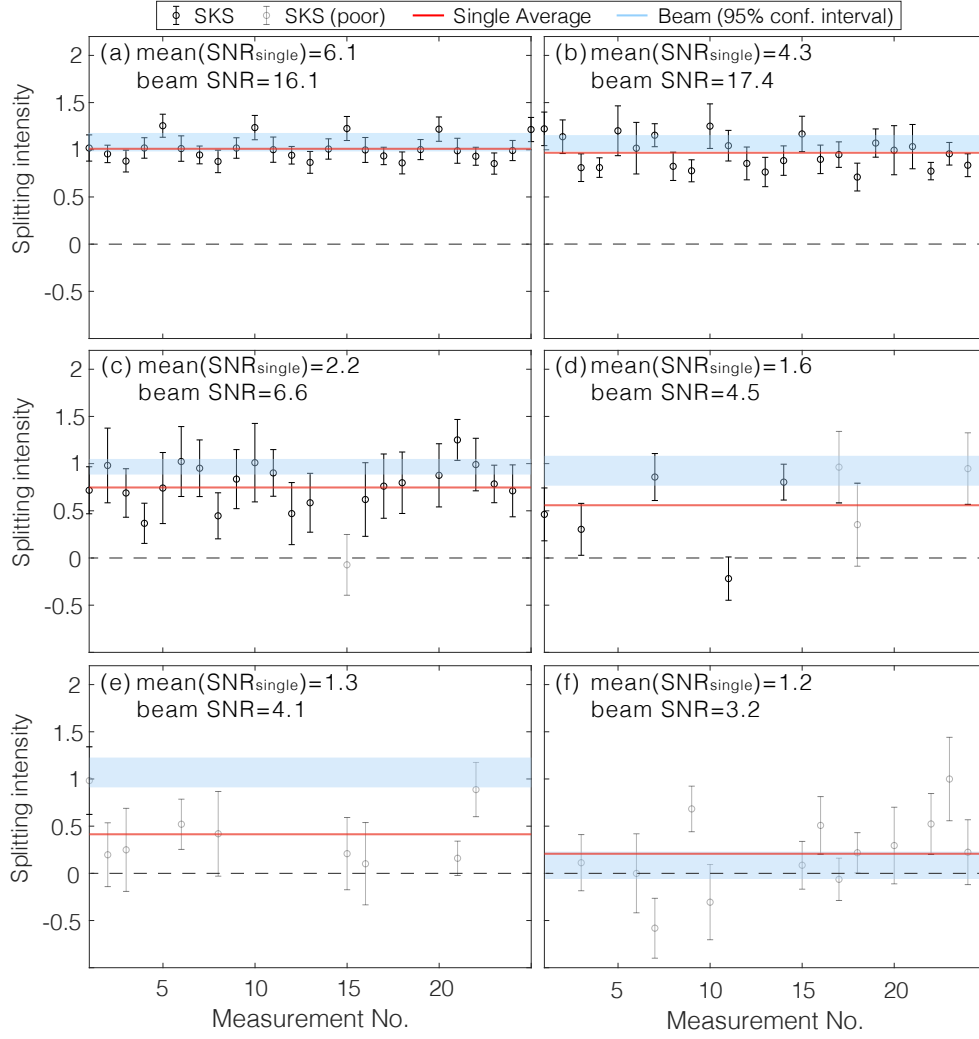 SKS SKS (poor) Single Average Beam (95% conf. interval)
(a) mean(SNRsingle)=6.1
beam SNR=16.1
(b) mean(SNRsingle)=4.3
beam SNR=17.4
2
1.5
1
0.5
0
-0.5
Splitting intensity
(c) mean(SNRsingle)=2.2
beam SNR=6.6
(d) mean(SNRsingle)=1.6
beam SNR=4.5
2
1.5
1
0.5
0
-0.5
Splitting intensity
(e) mean(SNRsingle)=1.3
beam SNR=4.1
(f) mean(SNRsingle)=1.2
beam SNR=3.2
2
1.5
1
0.5
0
-0.5
Splitting intensity
5 10 15 20
5 10 15 20
Measurement No.
Measurement No.